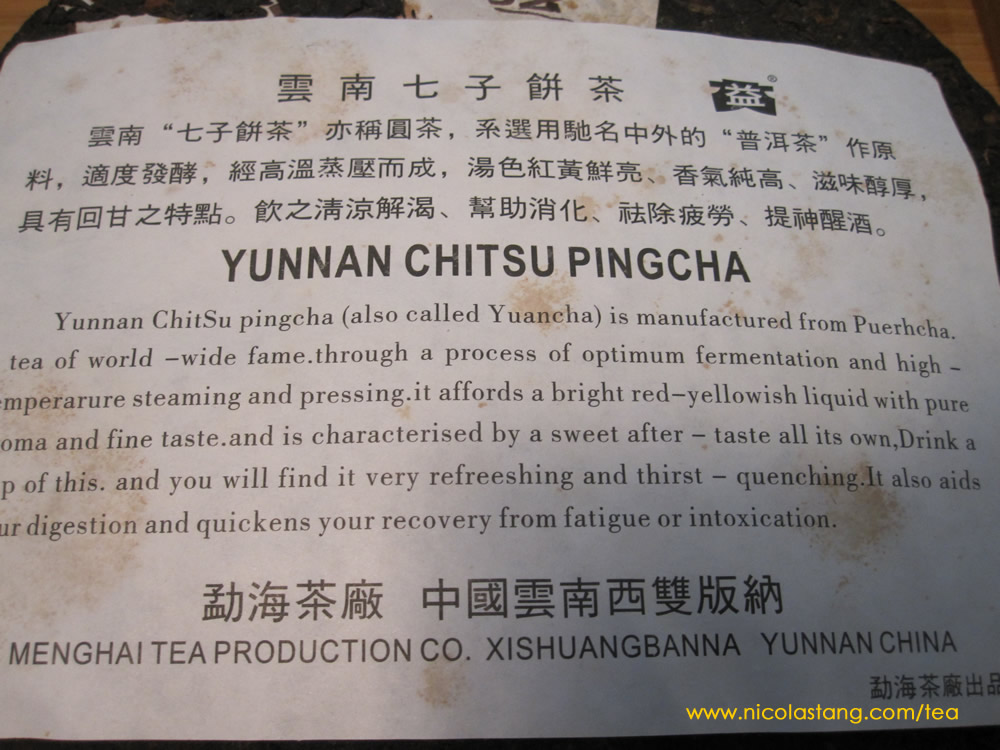 雲南七子餅茶 益®
雲南“七子餅茶”亦稱圓茶，系選用馳名中外的“普洱茶”作原
料，適度發酵，經高溫蒸壓而成，湯色紅黃鮮亮、香氣純高、滋味醇厚，
具有回甘之特點。飲之清涼解渴、幫助消化、祛除疲勞、提神醒酒。
YUNNAN CHITSU PINGCHA
Yunnan ChitSu pingcha (also called Yuancha) is manufactured from Puerhcha.
tea of world –wide fame.through a process of optimum fermentation and high –
emperarure steaming and pressing.it affords a bright red–yellowish liquid with pure
oma and fine taste.and is characterised by a sweet after – taste all its own,Drink a
p of this. and you will find it very refreeshing and thirst – quenching.It also aids
ur digestion and quickens your recovery from fatigue or intoxication.
勐海茶廠 中國雲南西雙版納
MENGHAI TEA PRODUCTION CO. XISHUANGBANNA YUNNAN CHINA
勐海茶廠出品
www.nicolastang.com/tea